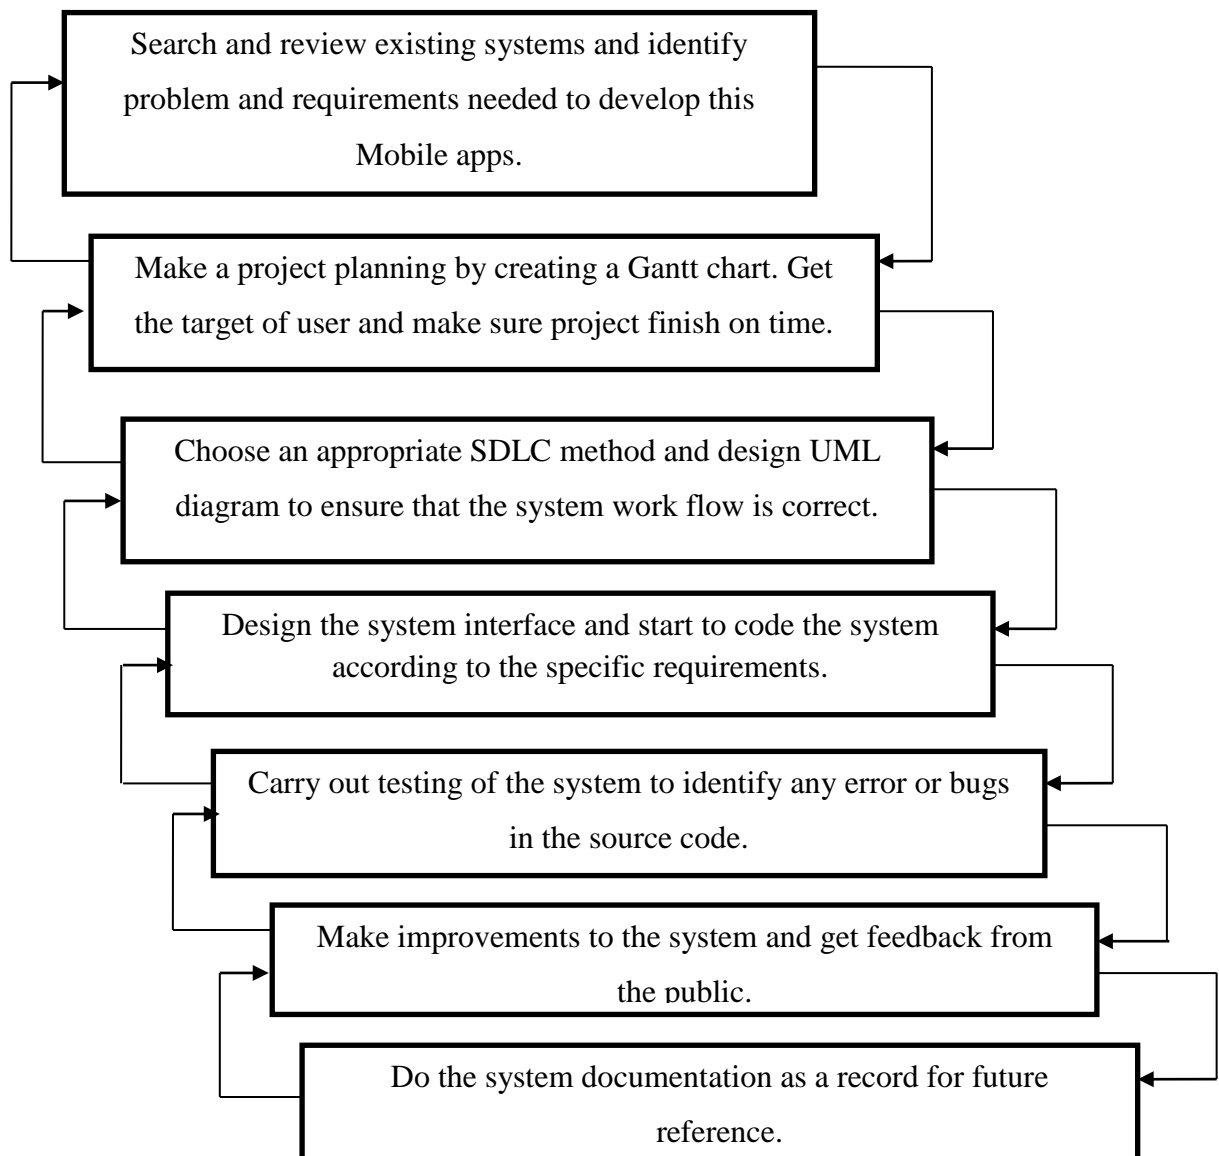 Search and review existing systems and identify
problem and requirements needed to develop this
Mobile apps.
Make a project planning by creating a Gantt chart. Get
the target of user and make sure project finish on time.
Choose an appropriate SDLC method and design UML
diagram to ensure that the system work flow is correct.
Design the system interface and start to code the system
according to the specific requirements.
Carry out testing of the system to identify any error or bugs
in the source code.
Make improvements to the system and get feedback from
the public.
Do the system documentation as a record for future
reference.